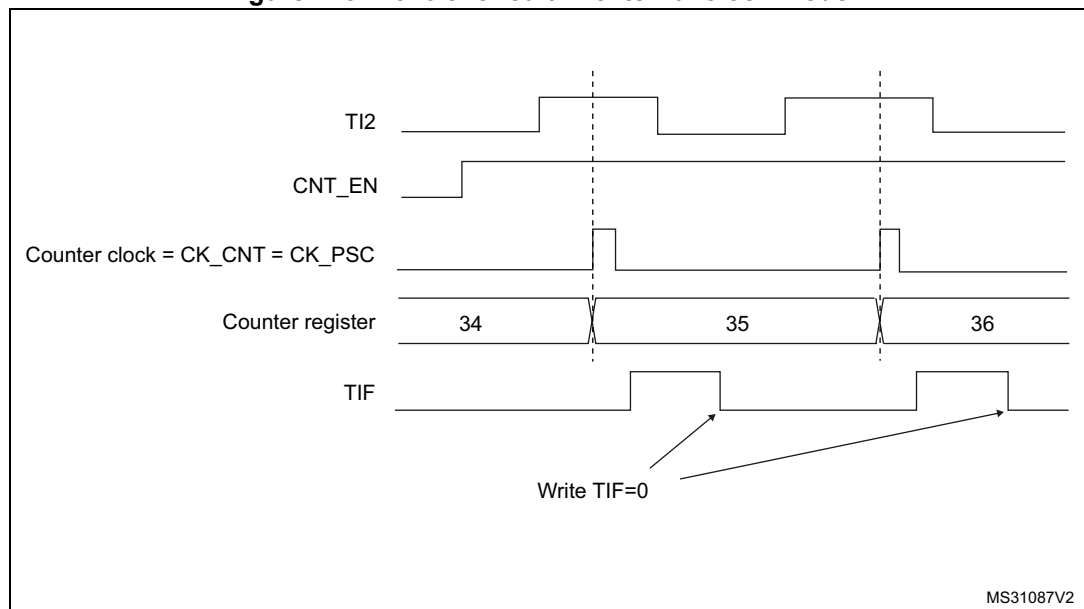 TI2
CNT_EN
Counter clock = CK_CNT = CK_PSC
Counter register 34 35 36
TIF
Write TIF=0
MS31087V2